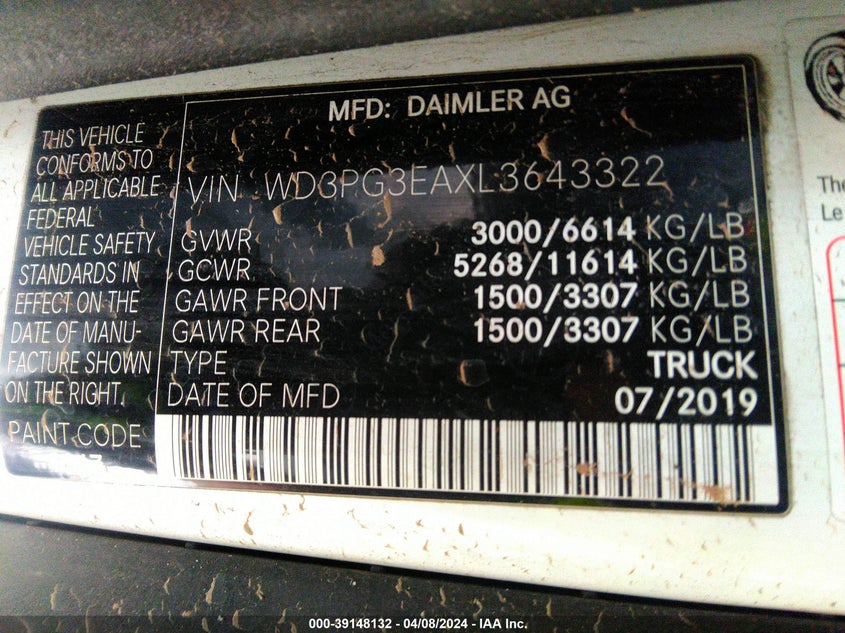 MFD: DAIMLER AG
THIS VEHICLE
CONFORMS TO
ALL APPLICABLE
FEDERAL
VEHICLE SAFETY
STANDARDS IN
EFFECT ON THE
DATE OF MANU-
FACTURE SHOWN
ON THE RIGHT.
PAINT CODE
VIN WD3PG3EAXL3643322
GVWR 3000/6614 KG/LB
GCWR 5268/11614 KG/LB
GAWR FRONT 1500/3307 KG/LB
GAWR REAR 1500/3307 KG/LB
TYPE TRUCK
DATE OF MFD 07/2019
The
Le
000-39148132 - 04/08/2024 - IAA Inc.